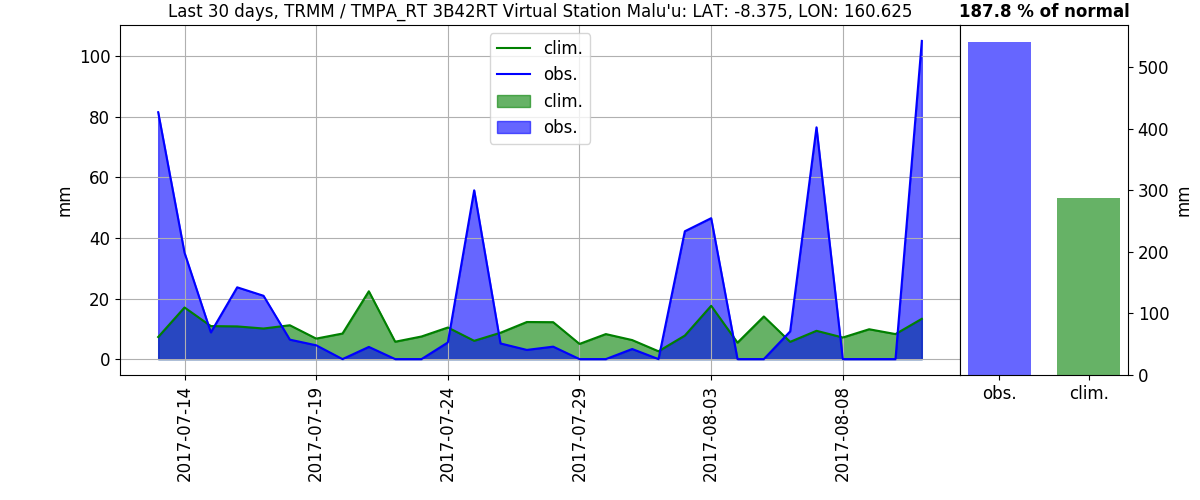 Last 30 days, TRMM / TMPA_RT 3B42RT Virtual Station Malu'u: LAT: -8.375, LON: 160.625
187.8 % of normal
clim.
obs.
clim.
obs.
100
80
60
40
20
0
mm
2017-07-14
2017-07-19
2017-07-24
2017-07-29
2017-08-03
2017-08-08
500
400
300
200
100
0
mm
obs.
clim.